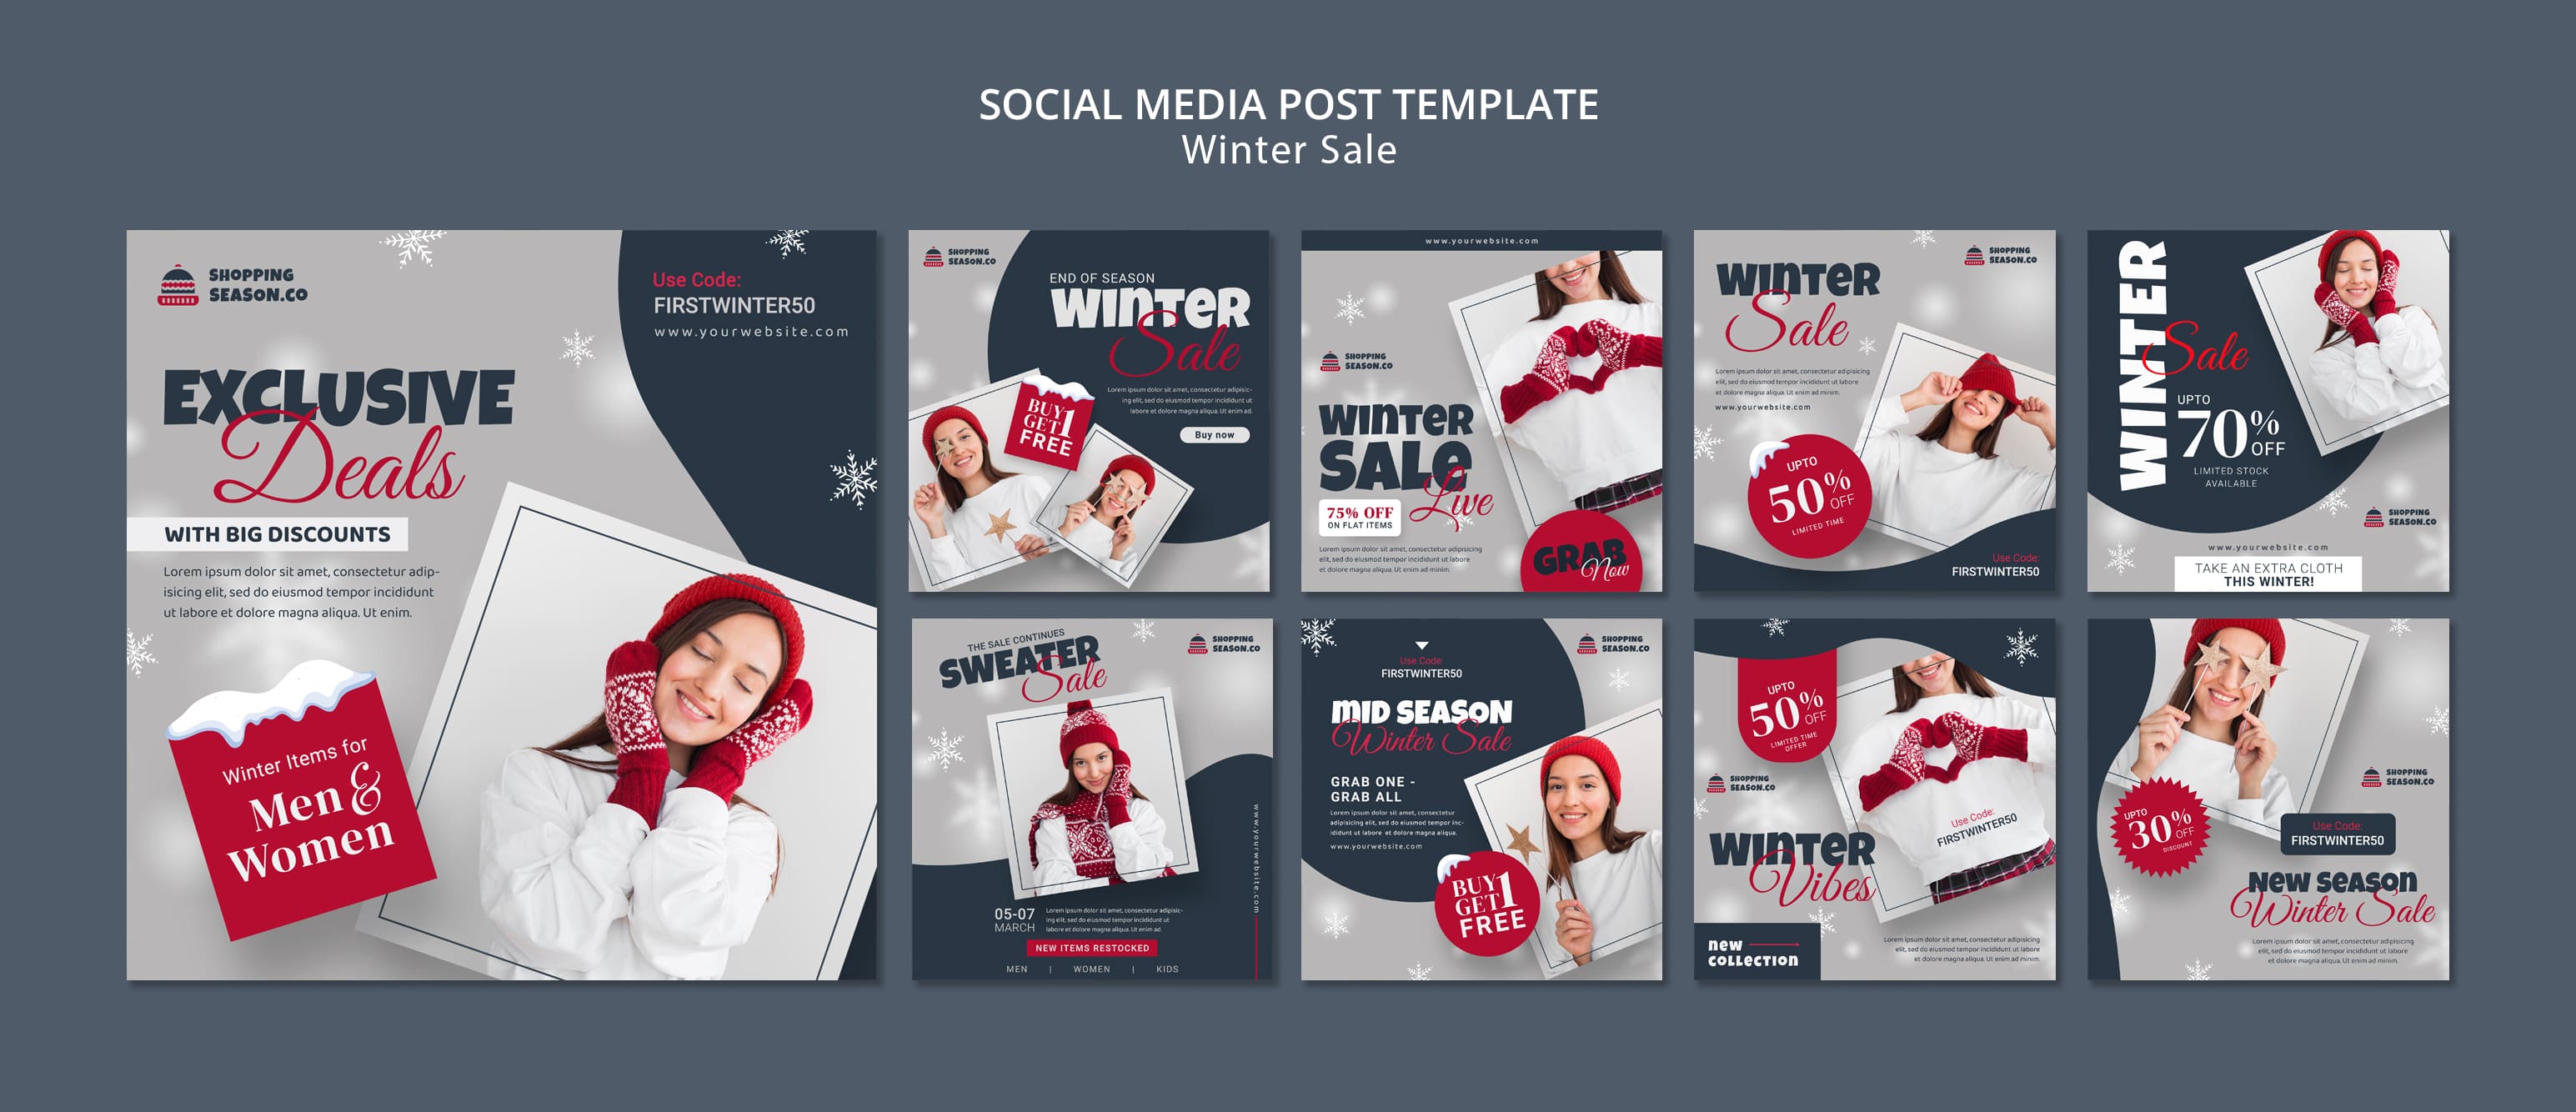 SOCIAL MEDIA POST TEMPLATE
Winter Sale
SHOPPING
SEASON.CO
Use Code:
FIRSTWINTER50
www.yourwebsite.com
EXCLUSIVE
Deals
WITH BIG DISCOUNTS
Lorem ipsum dolor sit amet, consectetur adip-
isicing elit, sed do eiusmod tempor incididunt
ut labore et dolore magna aliqua. Ut enim.
Winter Items for
Men &
Women
SHOPPING
SEASON.CO
END OF SEASON
WINTER
Sale
Lorem ipsum dolor sit amet, consectetur adipisic-
ing elit, sed do eiusmod tempor incididunt ut
labore et dolore magna aliqua. Ut enim ad.
Buy now
BUY 1
GET
FREE
www.yourwebsite.com
SHOPPING
SEASON.CO
WINTER
SALE
Live
75% OFF
ON FLAT ITEMS
Lorem ipsum dolor sit amet, consectetur adipisicing
elit, sed do eiusmod tempor incididunt ut labore
et dolore magna aliqua. Ut enim ad minim.
GRAB
Now
WINTER
Sale
SHOPPING
SEASON.CO
Lorem ipsum dolor sit amet, consectetur adipisicing
elit, sed do eiusmod tempor incididunt ut labore
et dolore magna aliqua. Ut enim ad minim.
www.yourwebsite.com
UPTO
50% OFF
LIMITED TIME
Use Code:
FIRSTWINTER50
WINTER
Sale
UPTO
70% OFF
LIMITED STOCK
AVAILABLE
SHOPPING
SEASON.CO
www.yourwebsite.com
TAKE AN EXTRA CLOTH
THIS WINTER!
THE SALE CONTINUES
SWEATER
Sale
SHOPPING
SEASON.CO
www.yourwebsite.com
05-07
MARCH
Lorem ipsum dolor sit amet, consectetur adipisic-
ing elit, sed do eiusmod tempor incididunt ut
labore et dolore magna aliqua. Ut enim ad
NEW ITEMS RESTOCKED
MEN | WOMEN | KIDS
Use Code:
FIRSTWINTER50
SHOPPING
SEASON.CO
MID SEASON
Winter Sale
GRAB ONE -
GRAB ALL
Lorem ipsum dolor sit amet, consectetur
adipisicing elit, sed do eiusmod tempor inc-
ididunt ut labore et dolore magna aliqua.
www.yourwebsite.com
BUY 1
GET
FREE
UPTO
50% OFF
LIMITED TIME
OFFER
SHOPPING
SEASON.CO
Use Code:
FIRSTWINTER50
WINTER
Vibes
new
collection
Lorem ipsum dolor sit amet, consectetur adipisicing
elit, sed do eiusmod tempor incididunt ut labore
et dolore magna aliqua. Ut enim ad minim.
SHOPPING
SEASON.CO
UPTO
30% OFF
DISCOUNT
Use Code:
FIRSTWINTER50
NEW SEASON
Winter Sale
Lorem ipsum dolor sit amet, consectetur adipisicing
elit, sed do eiusmod tempor incididunt ut labore
et dolore magna aliqua. Ut enim ad minim.